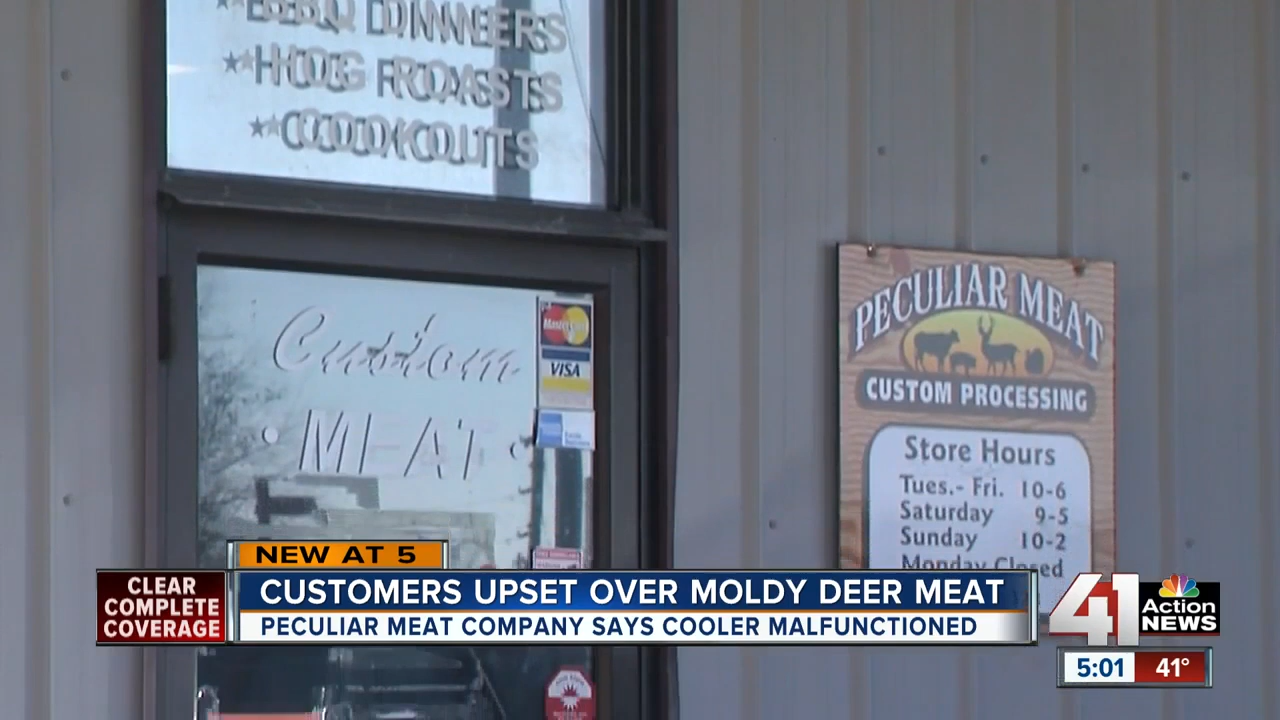 *BBQ DINNERS
*HOG ROASTS
*COOKOUTS
Custom
MEAT
MasterCard
VISA
PECULIAR MEAT
CUSTOM PROCESSING
Store Hours
Tues.- Fri. 10-6
Saturday 9-5
Sunday 10-2
Monday Closed
NEW AT 5
CLEAR
COMPLETE
COVERAGE
CUSTOMERS UPSET OVER MOLDY DEER MEAT
PECULIAR MEAT COMPANY SAYS COOLER MALFUNCTIONED
41
Action
NEWS
5:01 41°